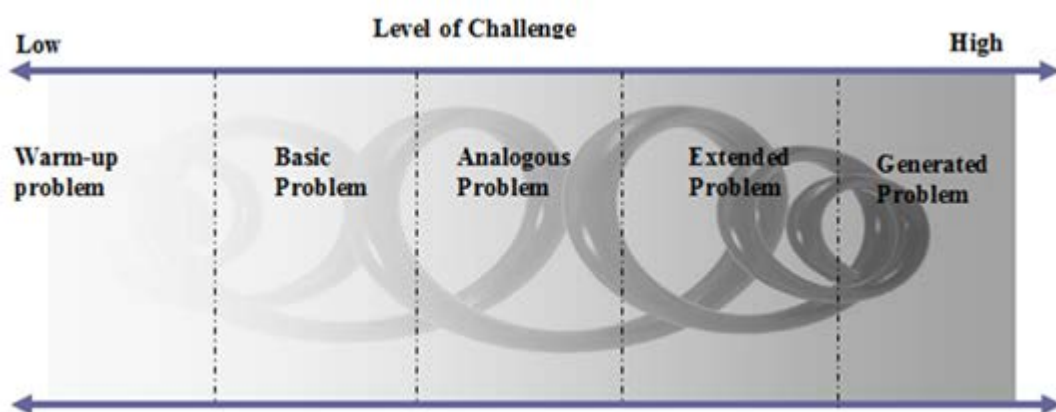 Level of Challenge
Low
High
Warm-up
problem
Basic
Problem
Analogous
Problem
Extended
Problem
Generated
Problem